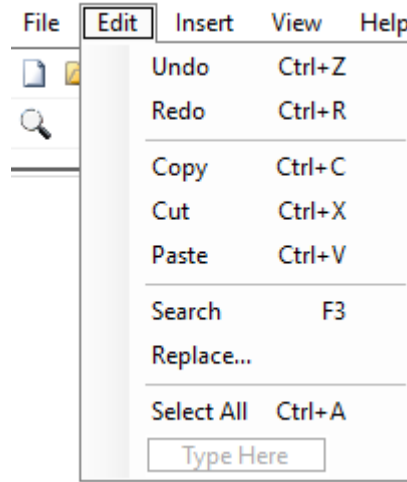 File Edit Insert View Help
Undo Ctrl+Z
Redo Ctrl+R
Copy Ctrl+C
Cut Ctrl+X
Paste Ctrl+V
Search F3
Replace...
Select All Ctrl+A
Type Here